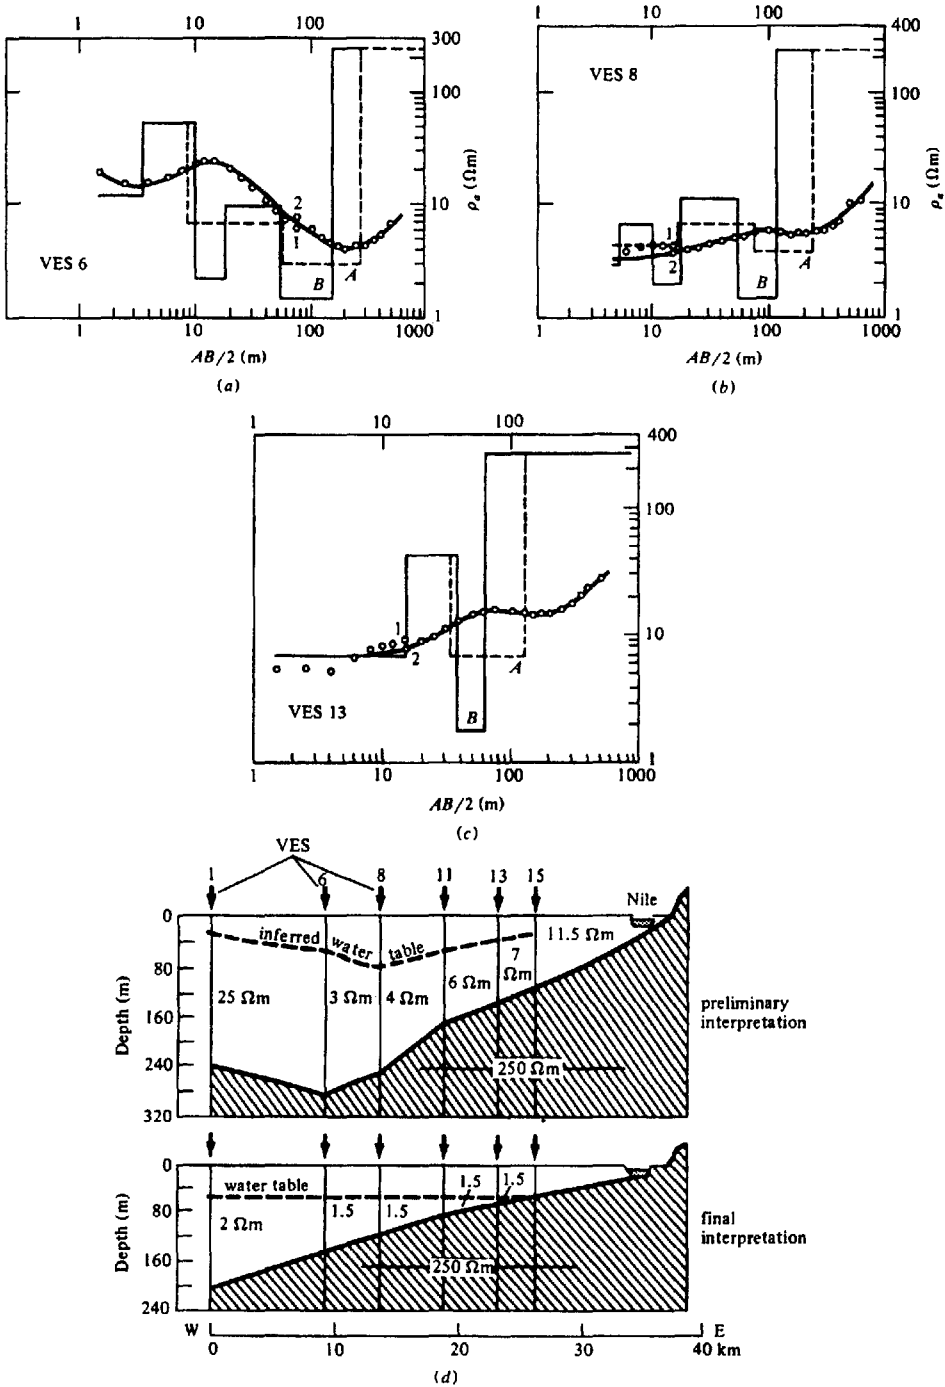 1 10 100
300
100
10
1
ρₐ (Ωm)
VES 6
2
1
B
A
1 10 100 1000
AB/2 (m)
(a)
1 10 100
400
100
10
1
ρₐ (Ωm)
VES 8
1
2
B
A
1 10 100 1000
AB/2 (m)
(b)
1 10 100
400
100
10
1
VES 13
1
2
A
B
1 10 100 1000
AB/2 (m)
(c)
VES
1 6 8 11 13 15
Nile
0
80
160
240
320
Depth (m)
inferred water table
11.5 Ωm
7
Ωm
25 Ωm 3 Ωm 4 Ωm 6 Ωm
250 Ωm
preliminary
interpretation
0
80
160
240
Depth (m)
water table
1.5 1.5
2 Ωm 1.5 1.5
250 Ωm
final
interpretation
W E
0 10 20 30 40 km
(d)